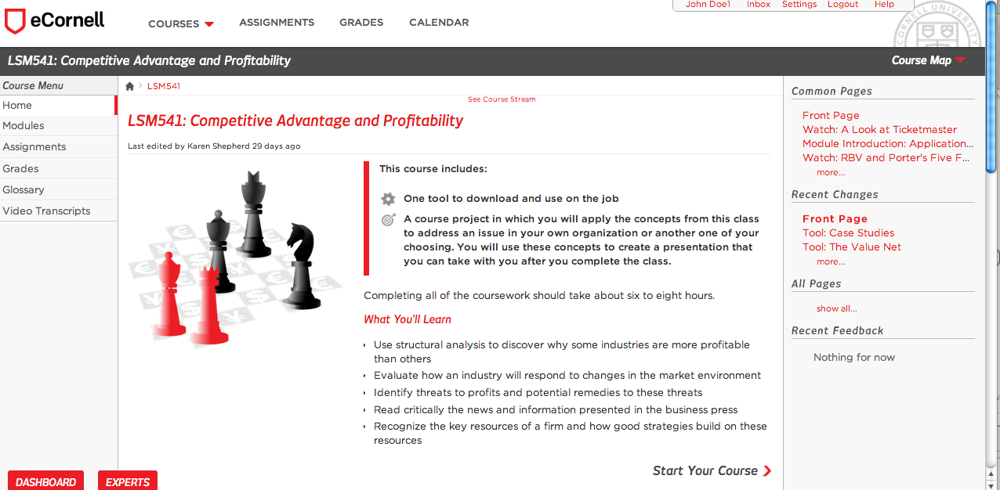 John Doe1 Inbox Settings Logout Help
eCornell
COURSES ASSIGNMENTS GRADES CALENDAR
CORNELL UNIVERSITY
LSM541: Competitive Advantage and Profitability
Course Map
Course Menu
Home
Modules
Assignments
Grades
Glossary
Video Transcripts
LSM541
See Course Stream
LSM541: Competitive Advantage and Profitability
Last edited by Karen Shepherd 29 days ago
This course includes:
One tool to download and use on the job
A course project in which you will apply the concepts from this class
to address an issue in your own organization or another one of your
choosing. You will use these concepts to create a presentation that
you can take with you after you complete the class.
Completing all of the coursework should take about six to eight hours.
What You'll Learn
Use structural analysis to discover why some industries are more profitable
than others
Evaluate how an industry will respond to changes in the market environment
Identify threats to profits and potential remedies to these threats
Read critically the news and information presented in the business press
Recognize the key resources of a firm and how good strategies build on these
resources
Start Your Course
Common Pages
Front Page
Watch: A Look at Ticketmaster
Module Introduction: Application...
Watch: RBV and Porter's Five F...
more...
Recent Changes
Front Page
Tool: Case Studies
Tool: The Value Net
more...
All Pages
show all...
Recent Feedback
Nothing for now
DASHBOARD
EXPERTS